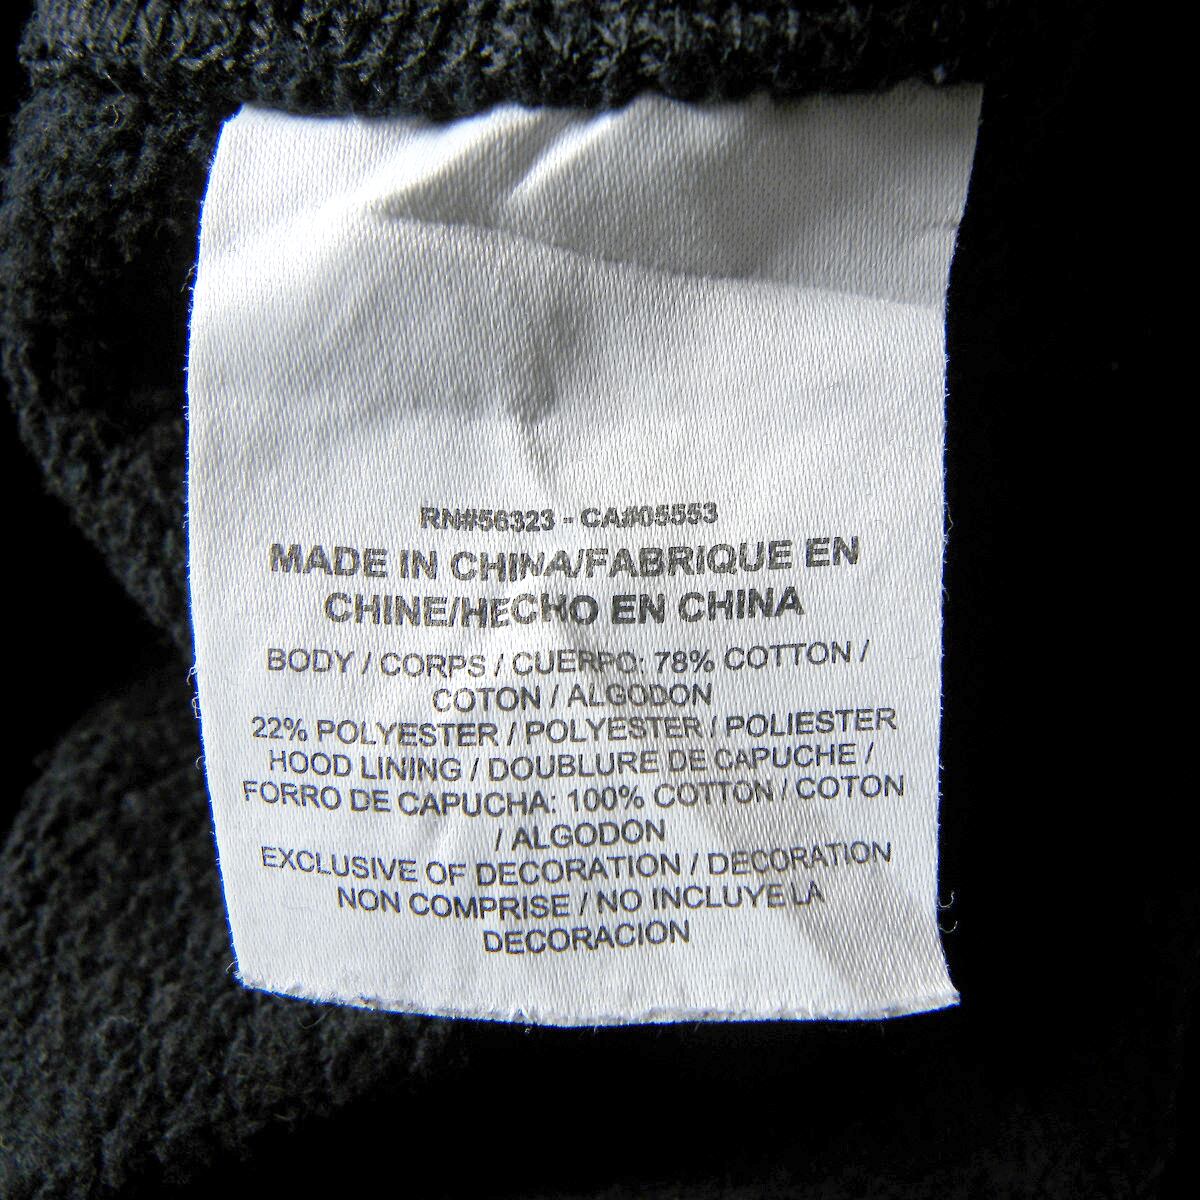 RN#56323 - CA#05553
MADE IN CHINA/FABRIQUE EN
CHINE/HECHO EN CHINA
BODY / CORPS / CUERPO: 78% COTTON /
COTON / ALGODON
22% POLYESTER / POLYESTER / POLIESTER
HOOD LINING / DOUBLURE DE CAPUCHE /
FORRO DE CAPUCHA: 100% COTTON / COTON
/ ALGODON
EXCLUSIVE OF DECORATION / DECORATION
NON COMPRISE / NO INCLUYE LA
DECORACION